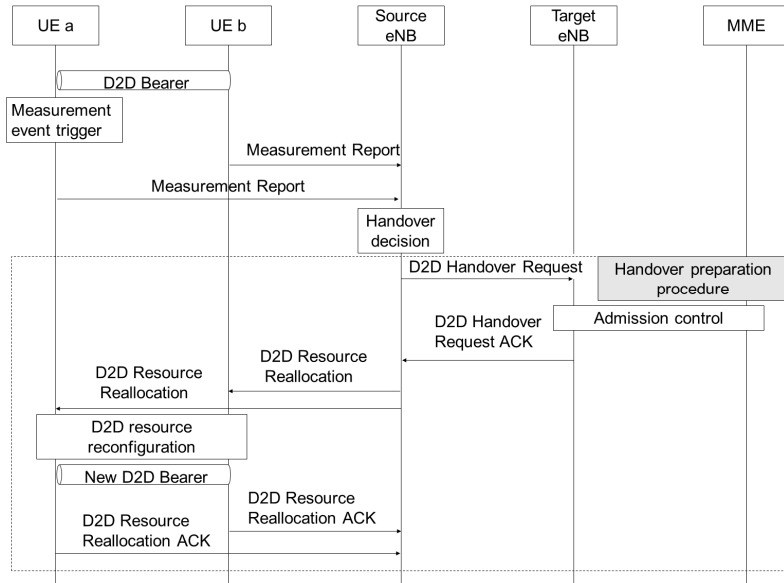 UE a
UE b
Source
eNB
Target
eNB
MME
D2D Bearer
Measurement
event trigger
Measurement Report
Measurement Report
Handover
decision
D2D Handover Request
Handover preparation
procedure
Admission control
D2D Handover
Request ACK
D2D Resource
Reallocation
D2D Resource
Reallocation
D2D resource
reconfiguration
New D2D Bearer
D2D Resource
Reallocation ACK
D2D Resource
Reallocation ACK